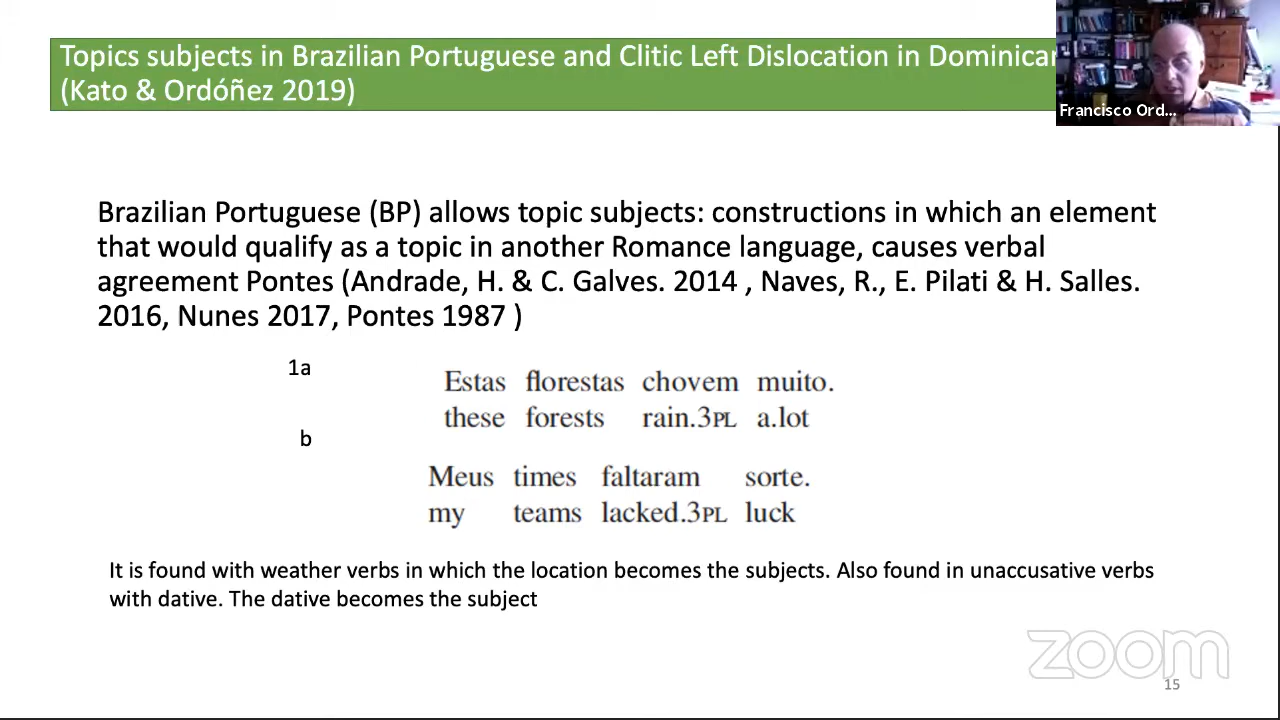 Topics subjects in Brazilian Portuguese and Clitic Left Dislocation in Dominican
(Kato & Ordóñez 2019)
Francisco Ord...
Brazilian Portuguese (BP) allows topic subjects: constructions in which an element
that would qualify as a topic in another Romance language, causes verbal
agreement Pontes (Andrade, H. & C. Galves. 2014 , Naves, R., E. Pilati & H. Salles.
2016, Nunes 2017, Pontes 1987 )
1a
Estas florestas chovem muito.
these forests rain.3PL a.lot
b
Meus times faltaram sorte.
my teams lacked.3PL luck
It is found with weather verbs in which the location becomes the subjects. Also found in unaccusative verbs
with dative. The dative becomes the subject
zoom
15